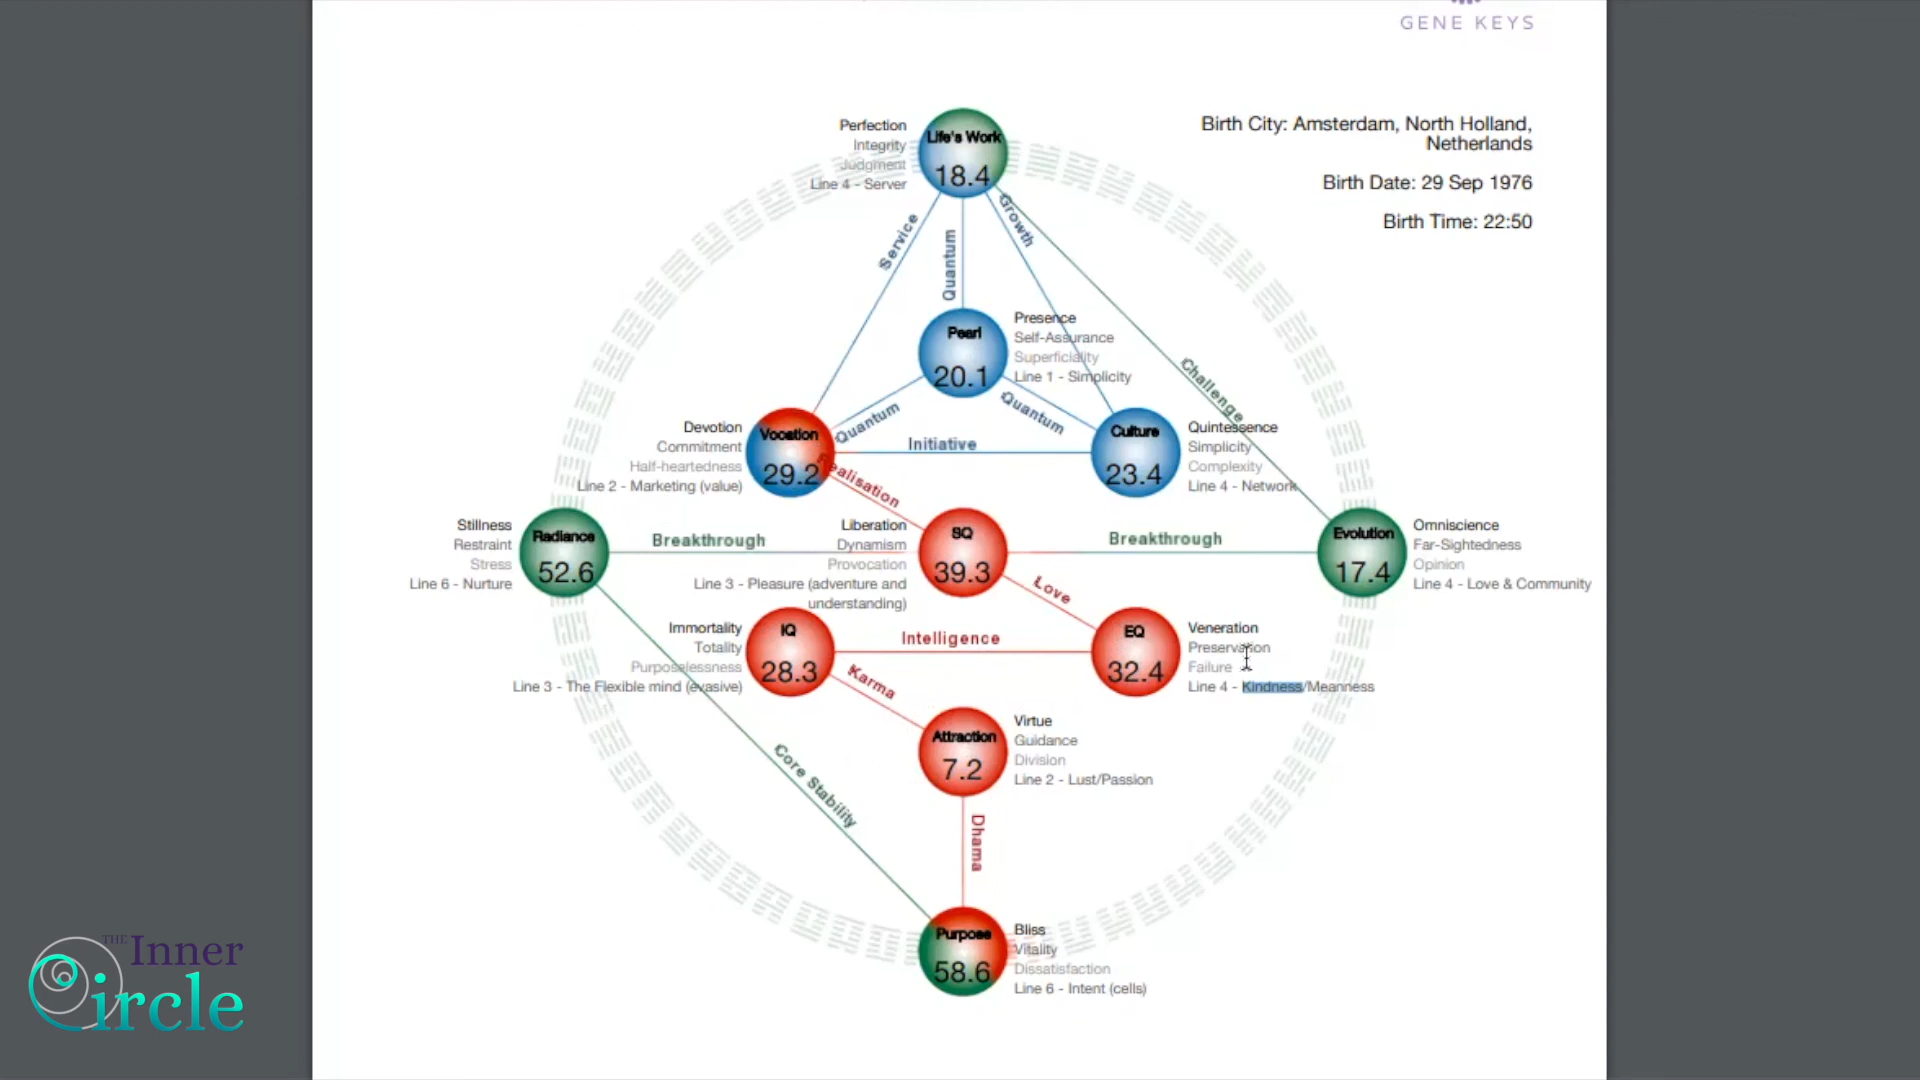 GENE KEYS
Birth City: Amsterdam, North Holland,
Netherlands
Birth Date: 29 Sep 1976
Birth Time: 22:50
Perfection
Integrity
Judgment
Line 4 - Server
Life's Work
18.4
Service
Quantum
Growth
Challenge
Pearl
20.1
Presence
Self-Assurance
Superficiality
Line 1 - Simplicity
Quantum
Quantum
Devotion
Commitment
Half-heartedness
Line 2 - Marketing (value)
Vocation
29.2
Initiative
Culture
23.4
Quintessence
Simplicity
Complexity
Line 4 - Network
Realisation
Stillness
Restraint
Stress
Line 6 - Nurture
Radiance
52.6
Breakthrough
Liberation
Dynamism
Provocation
Line 3 - Pleasure (adventure and
understanding)
SQ
39.3
Breakthrough
Evolution
17.4
Omniscience
Far-Sightedness
Opinion
Line 4 - Love & Community
Love
Immortality
Totality
Purposelessness
Line 3 - The Flexible mind (evasive)
IQ
28.3
Intelligence
EQ
32.4
Veneration
Preservation
Failure
Line 4 - Kindness/Meanness
Karma
Attraction
7.2
Virtue
Guidance
Division
Line 2 - Lust/Passion
Core Stability
Dhama
Purpose
58.6
Bliss
Vitality
Dissatisfaction
Line 6 - Intent (cells)
THE Inner
Circle